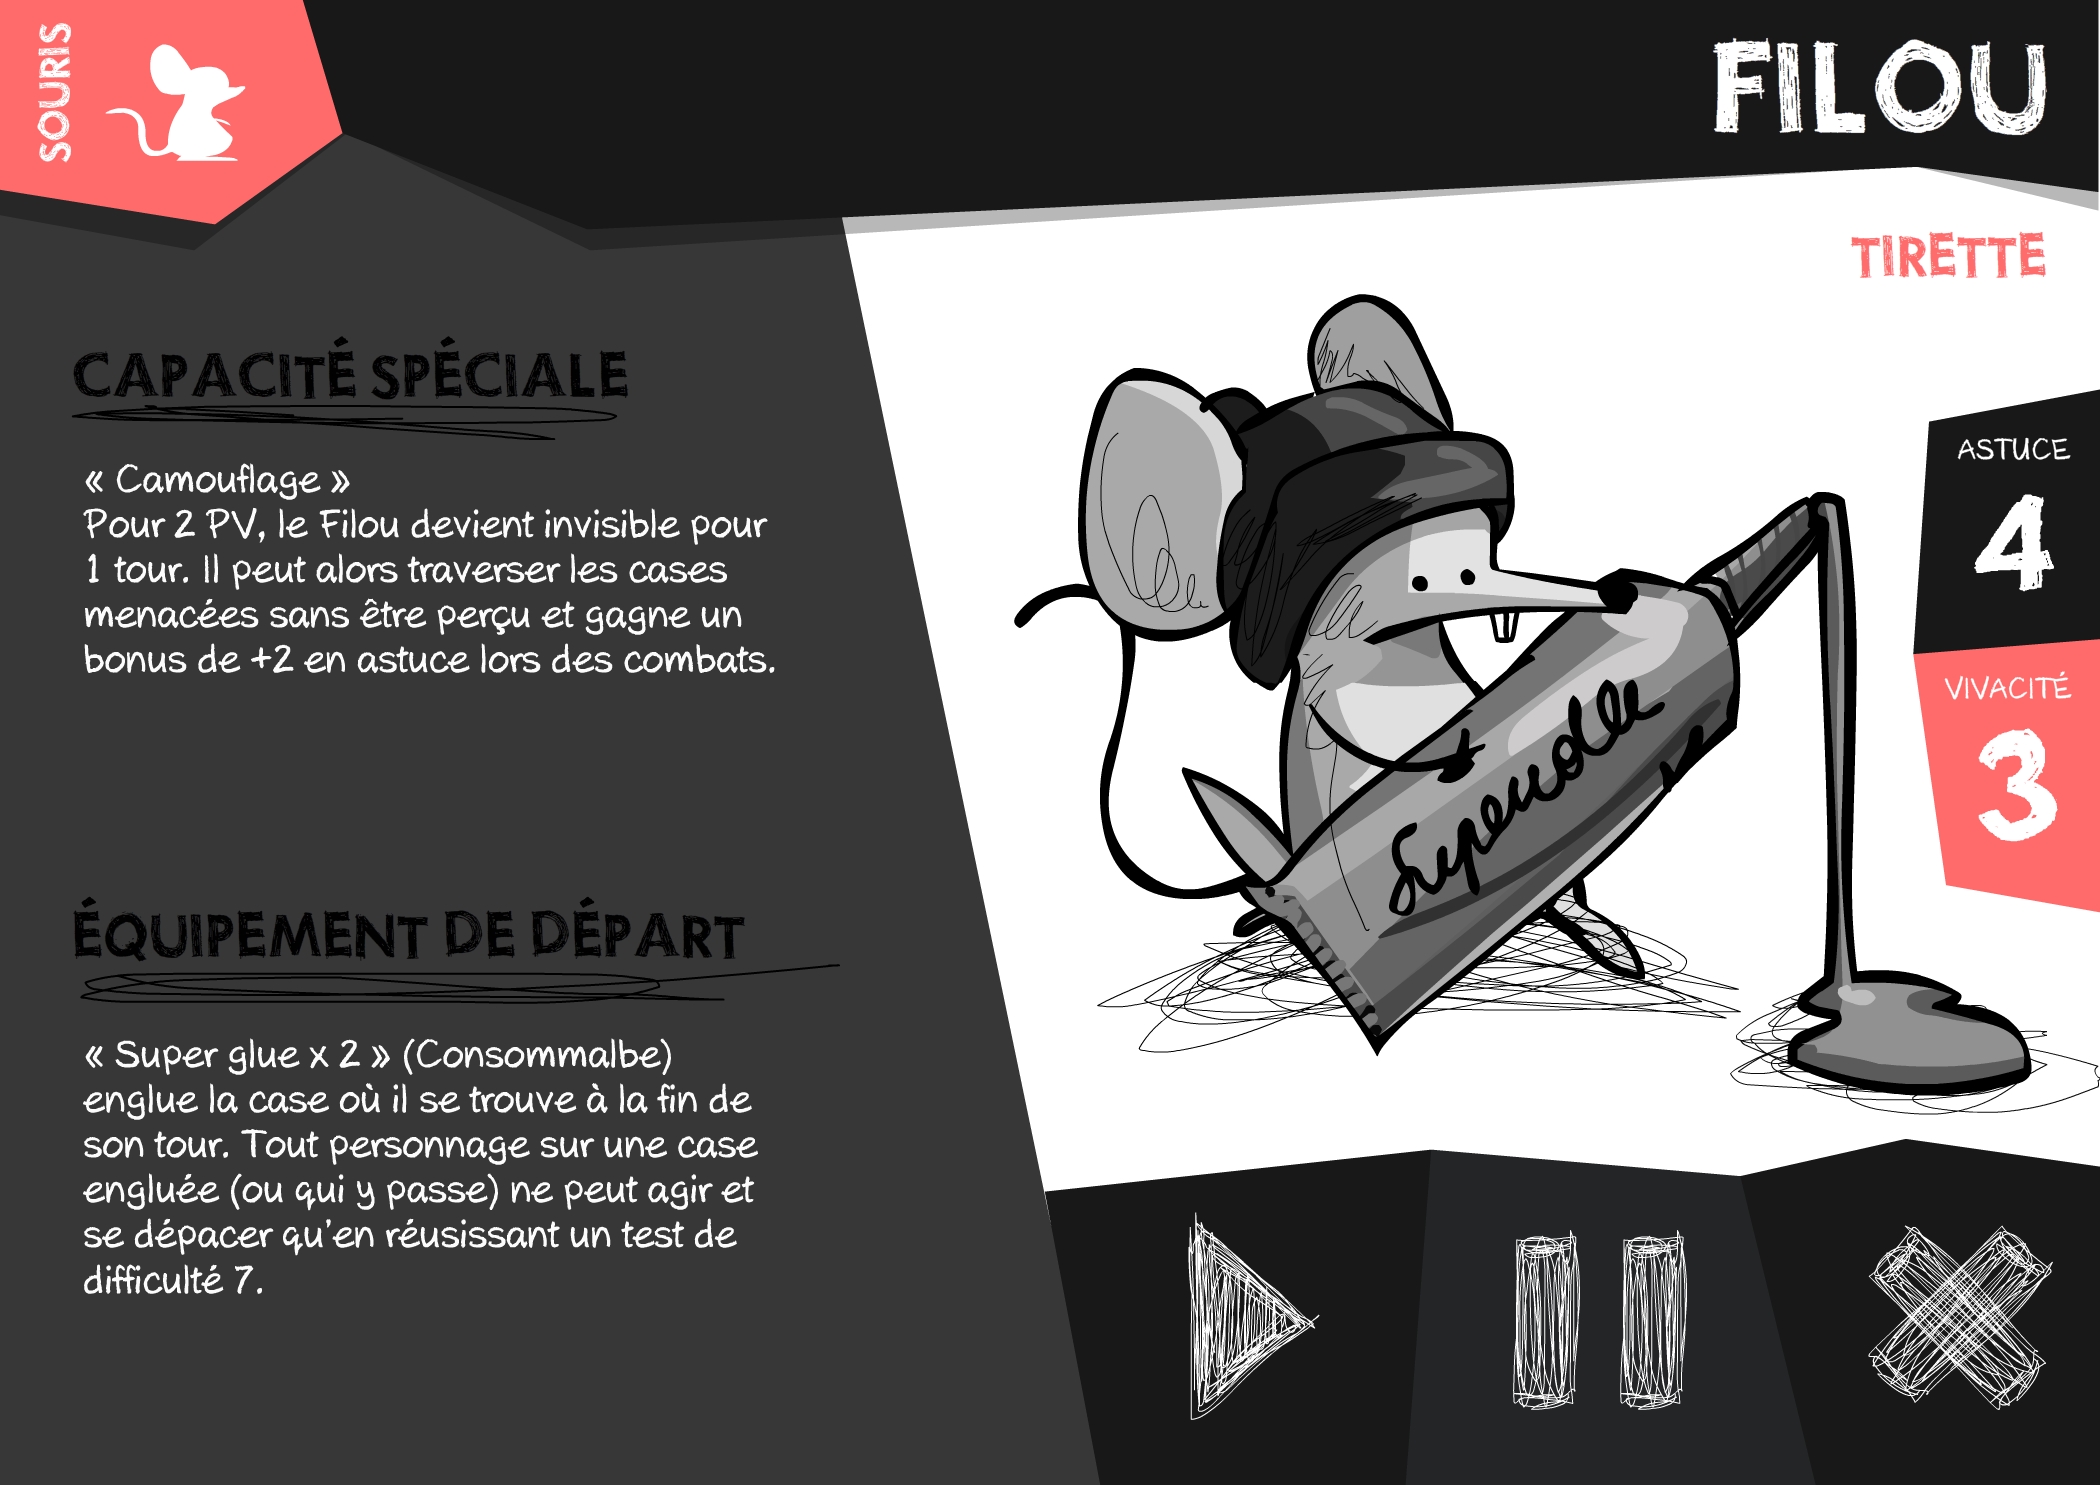 SOURIS
FILOU
TIRETTE
CAPACITÉ SPÉCIALE
« Camouflage »
Pour 2 PV, le Filou devient invisible pour
1 tour. Il peut alors traverser les cases
menacées sans être perçu et gagne un
bonus de +2 en astuce lors des combats.
ÉQUIPEMENT DE DÉPART
« Super glue x 2 » (Consommalbe)
englue la case où il se trouve à la fin de
son tour. Tout personnage sur une case
engluée (ou qui y passe) ne peut agir et
se dépacer qu'en réusissant un test de
difficulté 7.
ASTUCE
4
VIVACITÉ
3